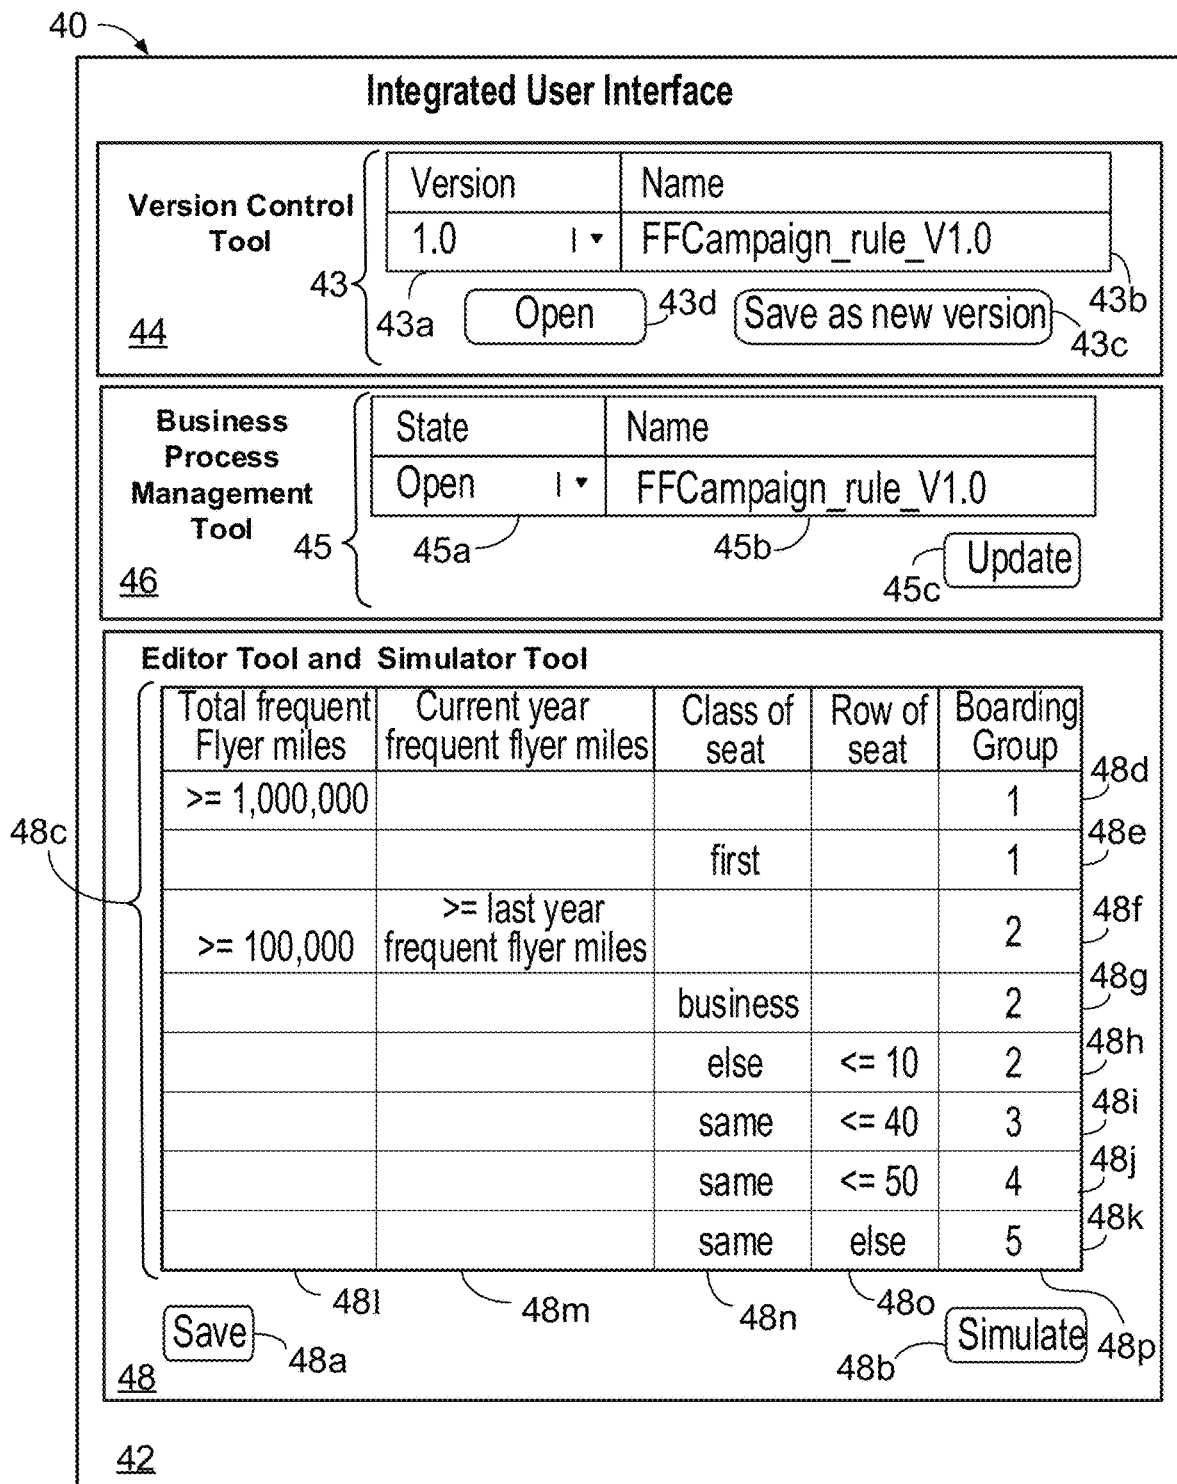 40
Integrated User Interface
Version Control
Tool
43
Version
Name
1.0
FFCampaign_rule_V1.0
43a
Open
43d
Save as new version
43b
43c
44
Business
Process
Management
Tool
45
State
Name
Open
FFCampaign_rule_V1.0
45a
45b
45c
Update
46
Editor Tool and Simulator Tool
48c
Total frequent
Flyer miles
Current year
frequent flyer miles
Class of
seat
Row of
seat
Boarding
Group
>= 1,000,000
1
48d
first
1
48e
>= 100,000
>= last year
frequent flyer miles
2
48f
business
2
48g
else
<= 10
2
48h
same
<= 40
3
48i
same
<= 50
4
48j
same
else
5
48k
48l
48m
48n
48o
48p
Save
48a
48b
Simulate
48
42